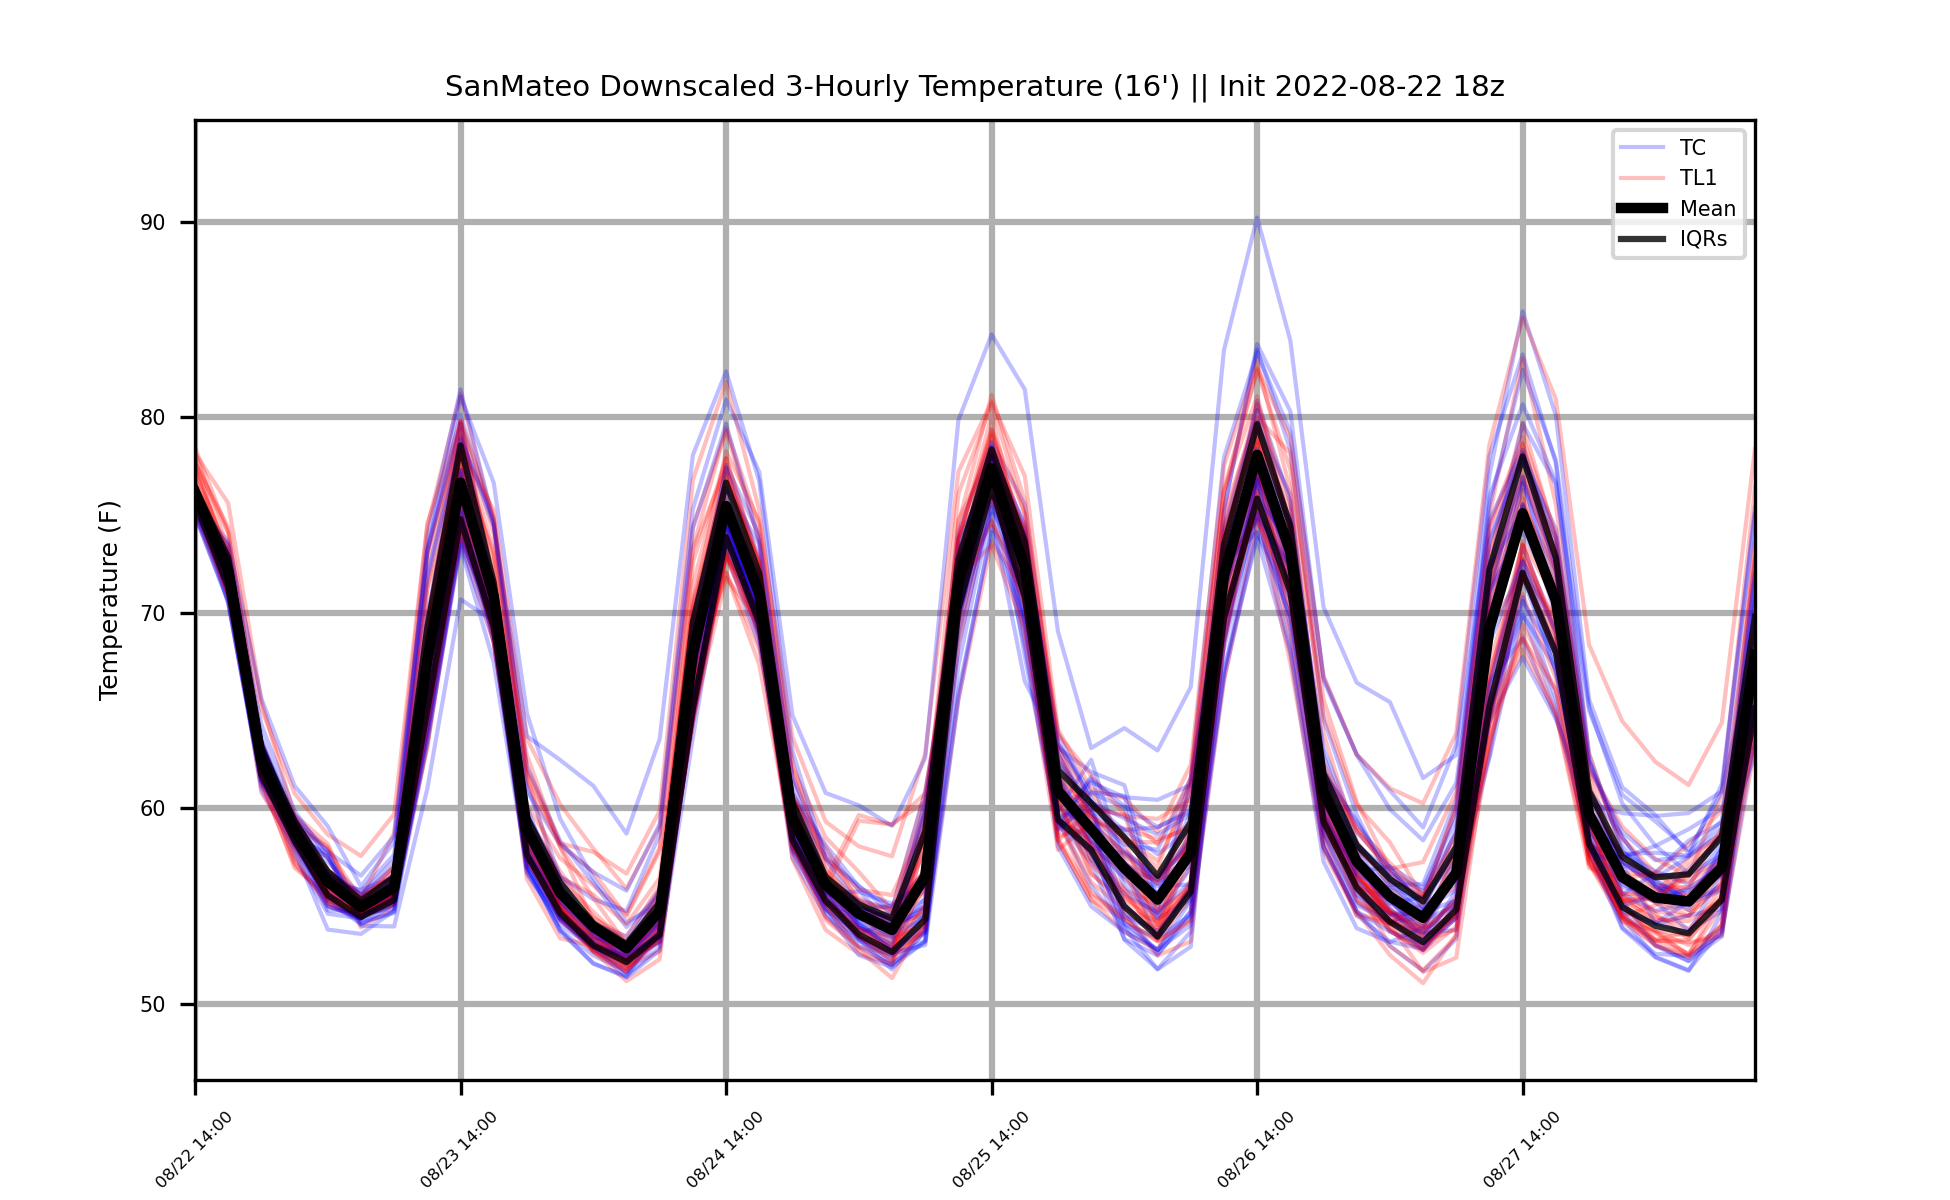 SanMateo Downscaled 3-Hourly Temperature (16') || Init 2022-08-22 18z
TC
TL1
Mean
IQRs
Temperature (F)
90
80
70
60
50
08/22 14:00
08/23 14:00
08/24 14:00
08/25 14:00
08/26 14:00
08/27 14:00